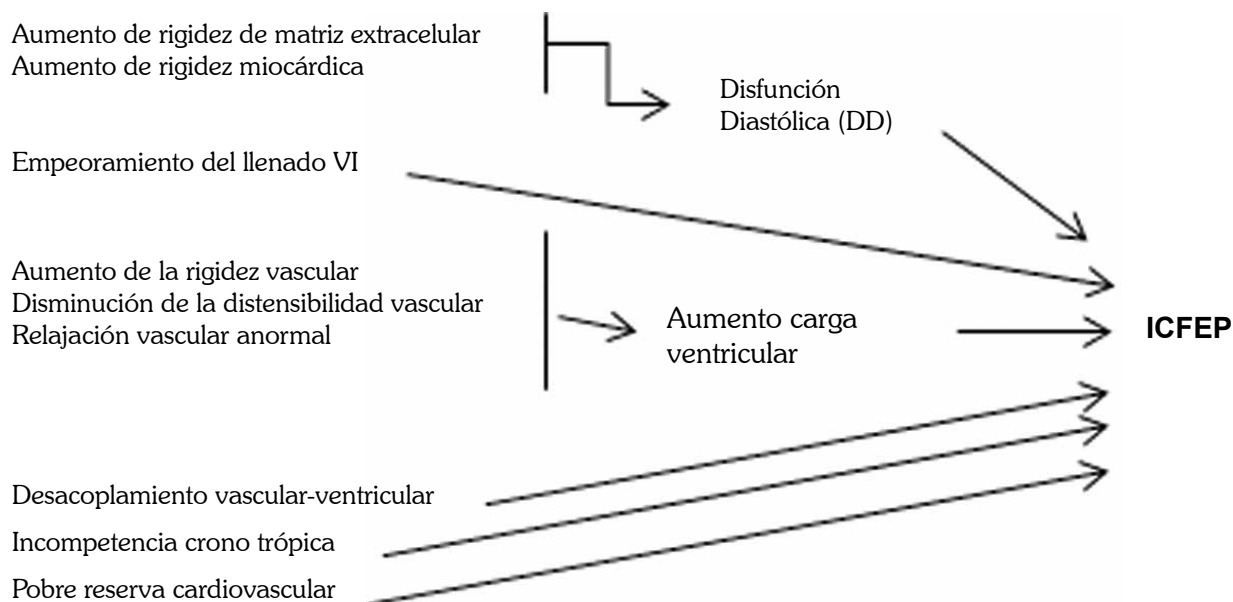 Aumento de rigidez de matriz extracelular
Aumento de rigidez miocárdica
Disfunción
Diastólica (DD)
Empeoramiento del llenado VI
Aumento de la rigidez vascular
Disminución de la distensibilidad vascular
Relajación vascular anormal
Aumento carga
ventricular
ICFEP
Desacoplamiento vascular-ventricular
Incompetencia crono trópica
Pobre reserva cardiovascular